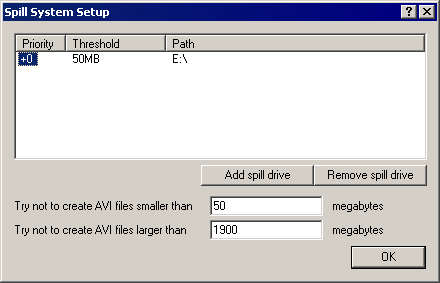 Spill System Setup
Priority Threshold Path
+0 50MB E:\
Add spill drive Remove spill drive
Try not to create AVI files smaller than 50 megabytes
Try not to create AVI files larger than 1900 megabytes
OK